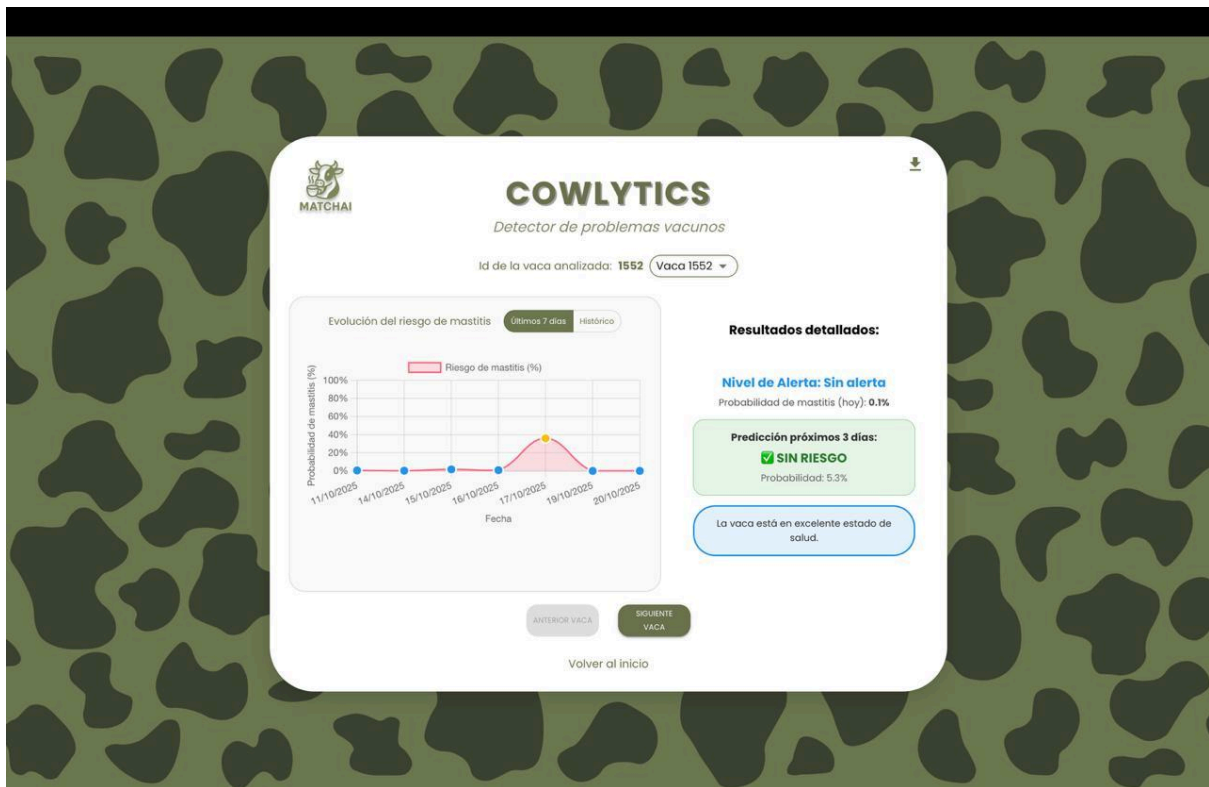 MATCHAI
COWLYTICS
Detector de problemas vacunos
Id de la vaca analizada: 1552 Vaca 1552
Evolución del riesgo de mastitis Últimos 7 días Histórico
Riesgo de mastitis (%)
Probabilidad de mastitis (%)
100%
80%
60%
40%
20%
0%
11/10/2025 14/10/2025 15/10/2025 16/10/2025 17/10/2025 19/10/2025 20/10/2025
Fecha
Resultados detallados:
Nivel de Alerta: Sin alerta
Probabilidad de mastitis (hoy): 0.1%
Predicción próximos 3 días:
✅ SIN RIESGO
Probabilidad: 5.3%
La vaca está en excelente estado de
salud.
ANTERIOR VACA
SIGUIENTE
VACA
Volver al inicio